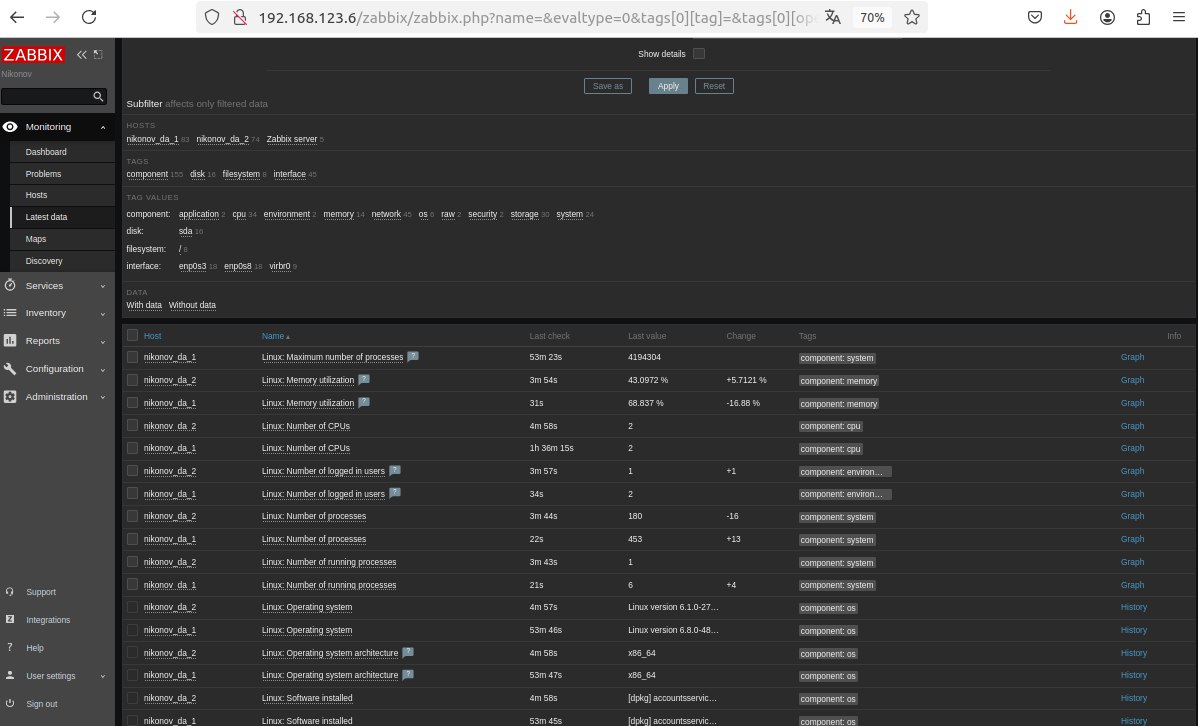 192.168.123.6/zabbix/zabbix.php?name=&evaltype=0&tags[0][tag]=&tags[0][ope
70%
ZABBIX
Nikonov
Monitoring
Dashboard
Problems
Hosts
Latest data
Maps
Discovery
Services
Inventory
Reports
Configuration
Administration
Support
Integrations
Help
User settings
Sign out
Show details
Save as Apply Reset
Subfilter affects only filtered data
HOSTS
nikonov_da_1 83 nikonov_da_2 74 Zabbix server 5
TAGS
component 155 disk 16 filesystem 8 interface 45
TAG VALUES
component: application 2 cpu 34 environment 2 memory 14 network 45 os 6 raw 2 security 2 storage 30 system 24
disk: sda 16
filesystem: / 8
interface: enp0s3 18 enp0s8 18 virbr0 9
DATA
With data Without data
Host Name Last check Last value Change Tags Info
nikonov_da_1 Linux: Maximum number of processes ? 53m 23s 4194304 component: system Graph
nikonov_da_2 Linux: Memory utilization ? 3m 54s 43.0972 % +5.7121 % component: memory Graph
nikonov_da_1 Linux: Memory utilization ? 31s 68.837 % -16.88 % component: memory Graph
nikonov_da_2 Linux: Number of CPUs 4m 58s 2 component: cpu Graph
nikonov_da_1 Linux: Number of CPUs 1h 36m 15s 2 component: cpu Graph
nikonov_da_2 Linux: Number of logged in users ? 3m 57s 1 +1 component: environ... Graph
nikonov_da_1 Linux: Number of logged in users ? 34s 2 component: environ... Graph
nikonov_da_2 Linux: Number of processes 3m 44s 180 -16 component: system Graph
nikonov_da_1 Linux: Number of processes 22s 453 +13 component: system Graph
nikonov_da_2 Linux: Number of running processes 3m 43s 1 component: system Graph
nikonov_da_1 Linux: Number of running processes 21s 6 +4 component: system Graph
nikonov_da_2 Linux: Operating system 4m 57s Linux version 6.1.0-27... component: os History
nikonov_da_1 Linux: Operating system 53m 46s Linux version 6.8.0-48... component: os History
nikonov_da_2 Linux: Operating system architecture ? 4m 58s x86_64 component: os History
nikonov_da_1 Linux: Operating system architecture ? 53m 47s x86_64 component: os History
nikonov_da_2 Linux: Software installed 4m 58s [dpkg] accountsservic... component: os History
nikonov_da_1 Linux: Software installed 53m 45s [dpkg] accountsservic... component: os History